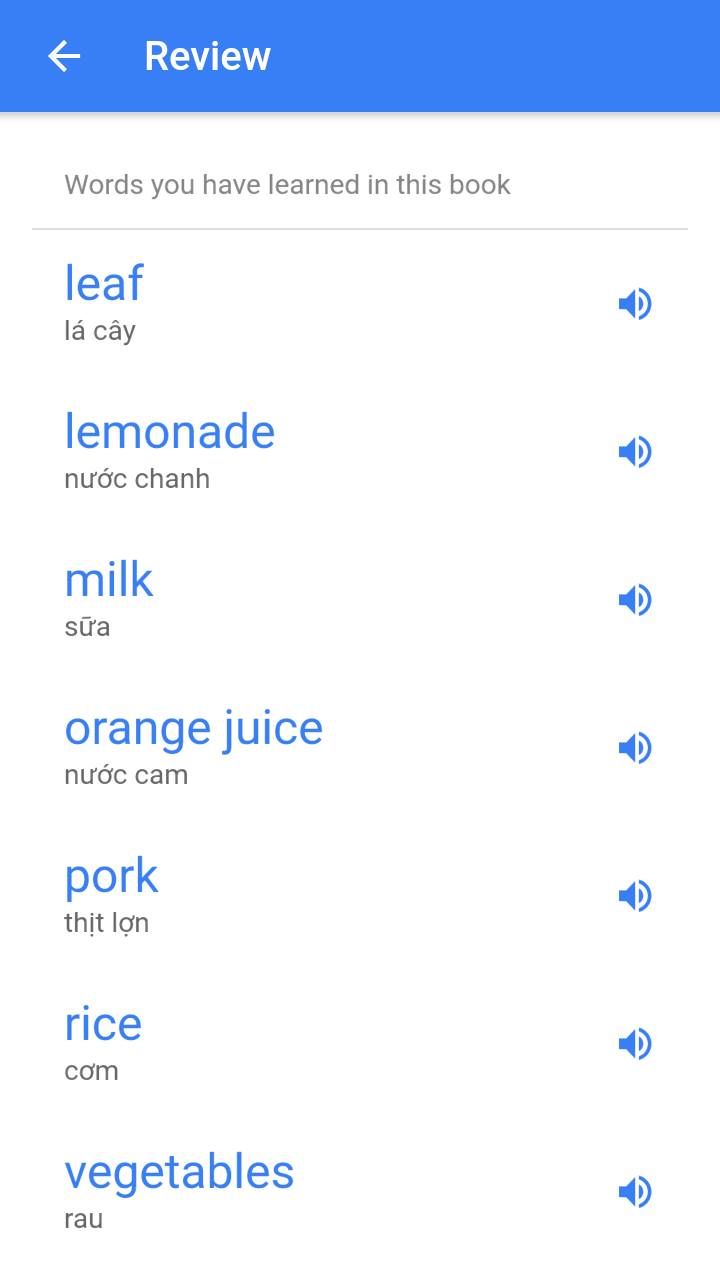 Review
Words you have learned in this book
leaf
lá cây
lemonade
nước chanh
milk
sữa
orange juice
nước cam
pork
thịt lợn
rice
cơm
vegetables
rau